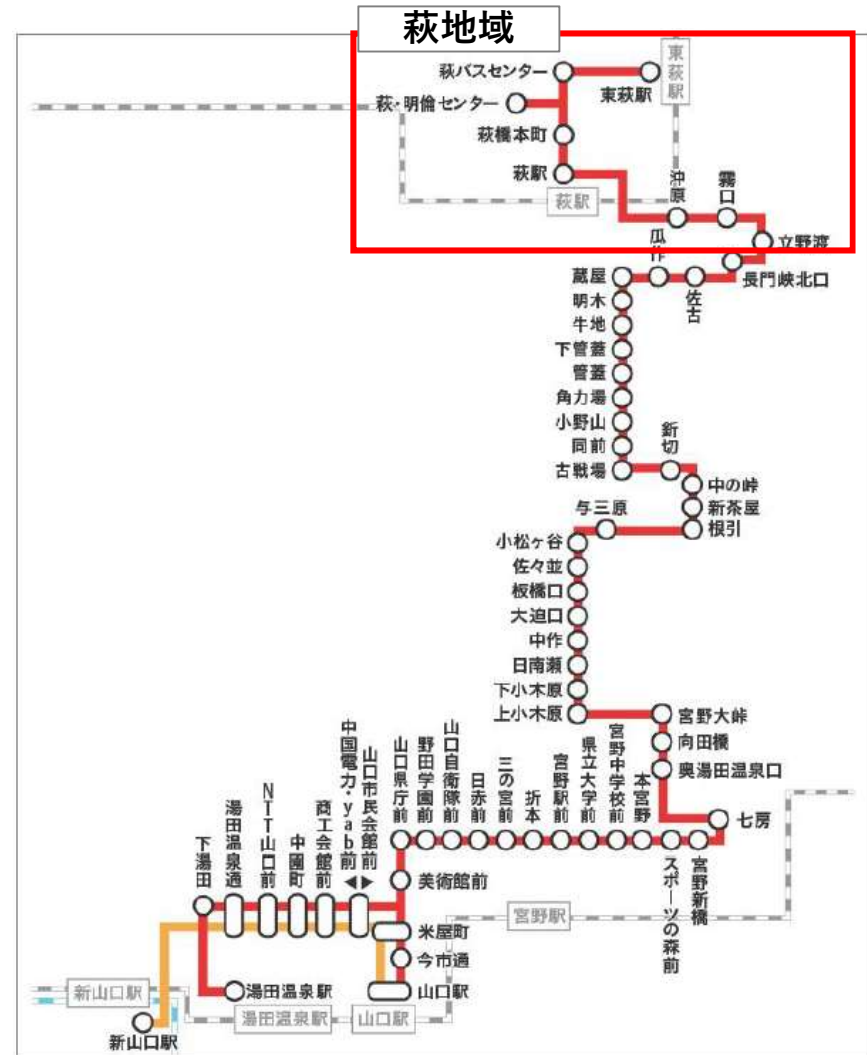 萩地域
萩バスセンター
東萩駅
東萩駅
萩・明倫センター
萩橋本町
萩駅
萩駅
沖原
霧口
立野渡
長門峡北口
佐古
瓜作
蔵屋
明木
牛地
下菅蓋
菅蓋
角力場
小野山
同前
古戦場
釿切
中の峠
新茶屋
根引
与三原
小松ヶ谷
佐々並
板橋口
大迫口
中作
日南瀬
下小木原
上小木原
宮野大峠
向田橋
奥湯田温泉口
七房
宮野新橋
スポーツの森前
本宮野
宮野中学校前
県立大学前
宮野駅前
折本
三の宮前
日赤前
山口自衛隊前
野田学園前
山口県庁前
美術館前
米屋町
今市通
山口駅
山口市民会館前▶
中国電力・yab前◀
商工会館前
中園町
NTT山口前
湯田温泉通
下湯田
湯田温泉駅
新山口駅
宮野駅
新山口駅
湯田温泉駅
山口駅